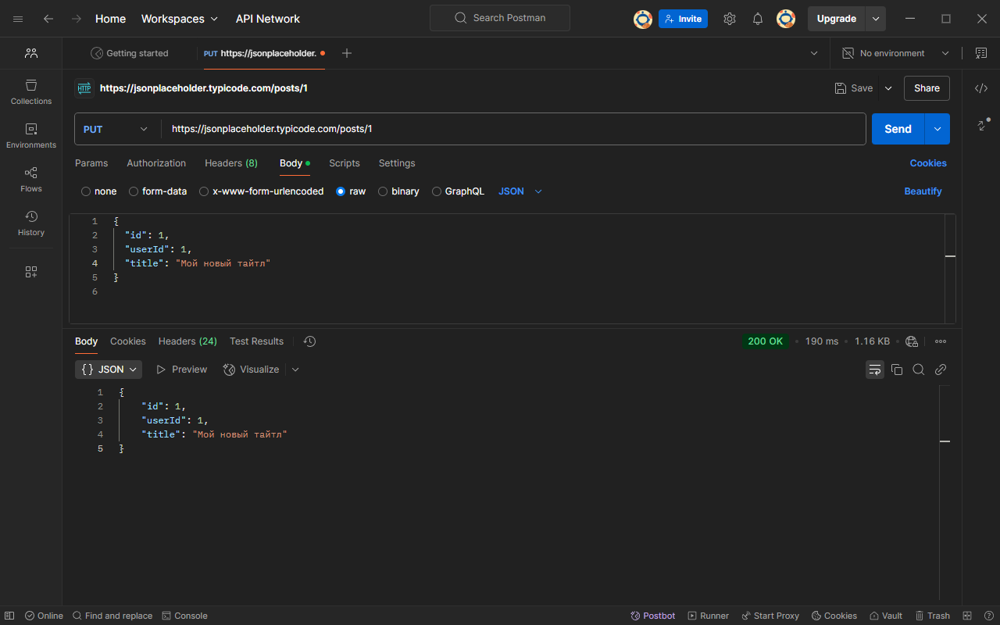 Home Workspaces API Network Search Postman Invite Upgrade
Getting started PUT https://jsonplaceholder. No environment
HTTP https://jsonplaceholder.typicode.com/posts/1 Save Share
Collections
PUT https://jsonplaceholder.typicode.com/posts/1 Send
Environments
Params Authorization Headers (8) Body Scripts Settings Cookies
Flows
none form-data x-www-form-urlencoded raw binary GraphQL JSON Beautify
History
1 {
2 "id": 1,
3 "userId": 1,
4 "title": "Мой новый тайтл"
5 }
6
Body Cookies Headers (24) Test Results 200 OK • 190 ms • 1.16 KB •
{ } JSON Preview Visualize
1 {
2 "id": 1,
3 "userId": 1,
4 "title": "Мой новый тайтл"
5 }
Online Find and replace Console Postbot Runner Start Proxy Cookies Vault Trash